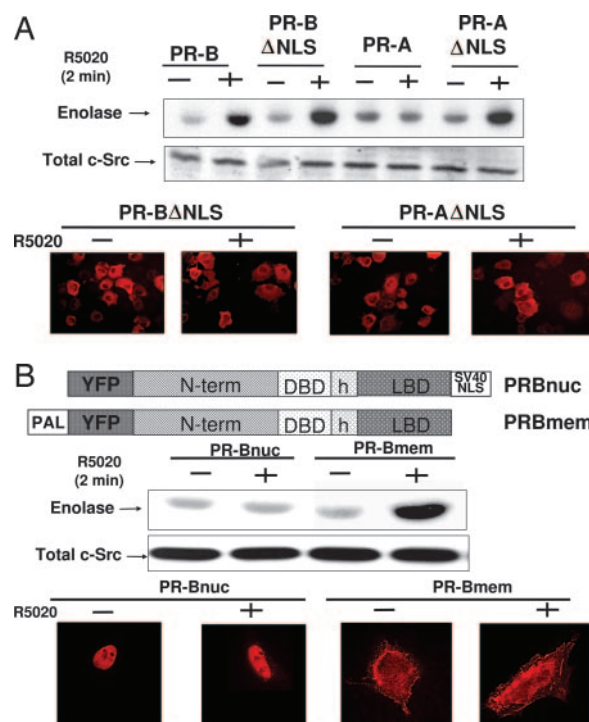 A
PR-B PR-B ΔNLS PR-A PR-A ΔNLS
R5020 (2 min) — + — + — + — +
Enolase →
Total c-Src →
PR-BΔNLS PR-AΔNLS
R5020 — + — +
B
YFP N-term DBD h LBD SV40 NLS PRBnuc
PAL YFP N-term DBD h LBD PRBmem
PR-Bnuc PR-Bmem
R5020 (2 min) — + — +
Enolase →
Total c-Src →
PR-Bnuc PR-Bmem
R5020 — + — +